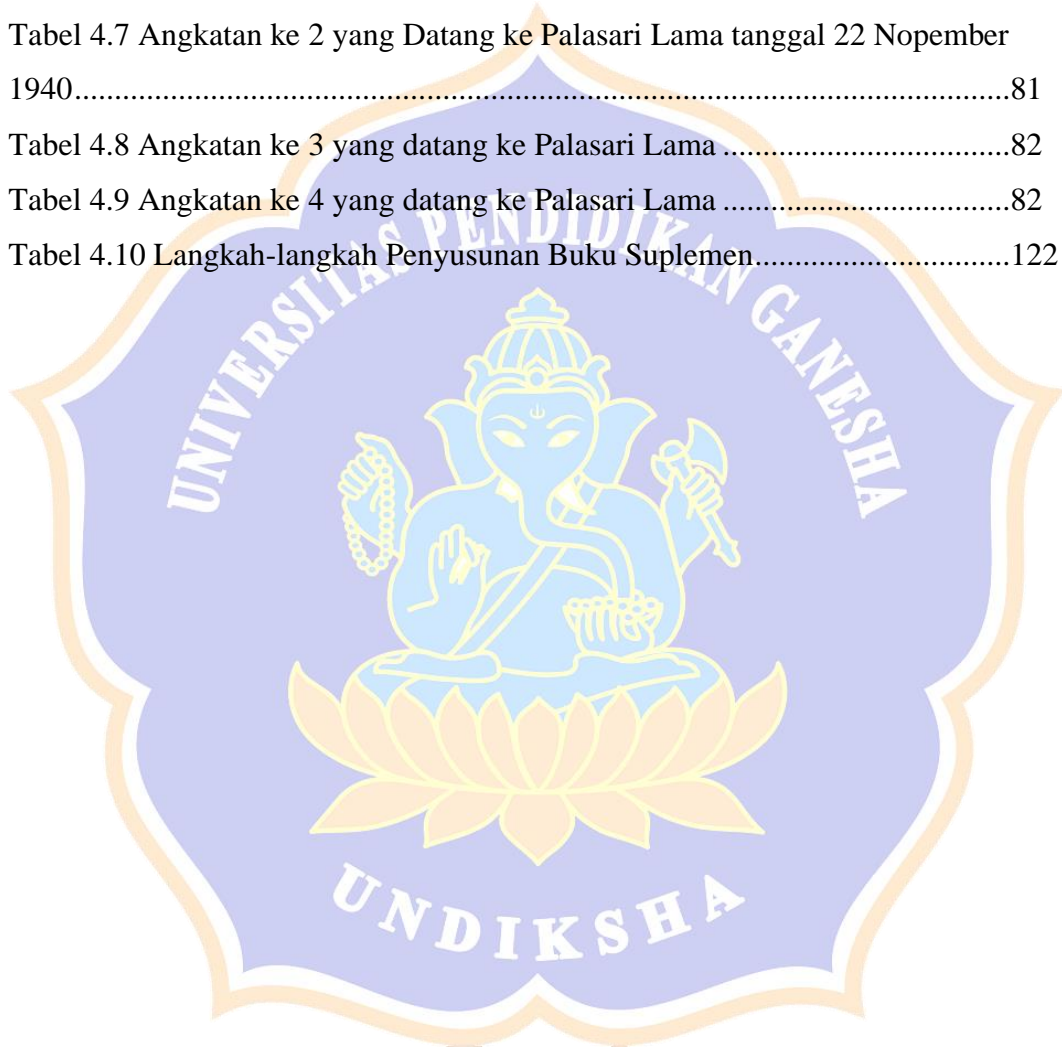 Tabel 4.7 Angkatan ke 2 yang Datang ke Palasari Lama tanggal 22 Nopember
1940.............................................................................................................81
Tabel 4.8 Angkatan ke 3 yang datang ke Palasari Lama ..................................82
Tabel 4.9 Angkatan ke 4 yang datang ke Palasari Lama ..................................82
Tabel 4.10 Langkah-langkah Penyusunan Buku Suplemen..............................122
UNIVERSITAS PENDIDIKAN GANESHA
UNDIKSHA